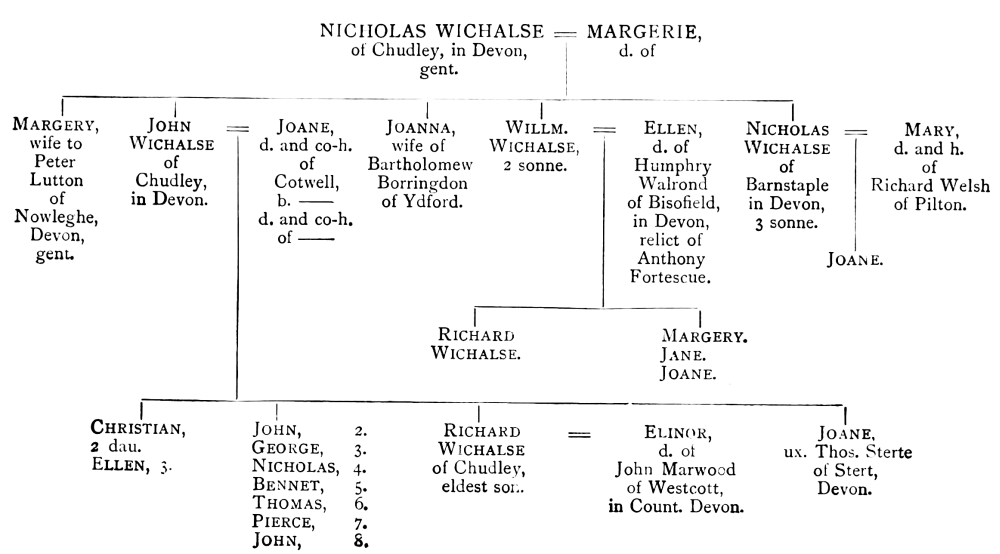 NICHOLAS WICHALSE = MARGERIE,
of Chudley, in Devon, d. of
gent.
MARGERY,
wife to
Peter
Lutton
of
Nowleghe,
Devon,
gent.
JOHN
WICHALSE
of
Chudley,
in Devon.
=
JOANE,
d. and co-h.
of
Cotwell,
b. —
d. and co-h.
of —
JOANNA,
wife of
Bartholomew
Borringdon
of Ydford.
WILLM.
WICHALSE,
2 sonne.
=
ELLEN,
d. of
Humphry
Walrond
of Bisofield,
in Devon,
relict of
Anthony
Fortescue.
NICHOLAS
WICHALSE
of
Barnstaple
in Devon,
3 sonne.
=
MARY,
d. and h.
of
Richard Welsh
of Pilton.
JOANE.
RICHARD
WICHALSE.
MARGERY.
JANE.
JOANE.
CHRISTIAN,
2 dau.
ELLEN, 3.
JOHN, 2.
GEORGE, 3.
NICHOLAS, 4.
BENNET, 5.
THOMAS, 6.
PIERCE, 7.
JOHN, 8.
RICHARD
WICHALSE
of Chudley,
eldest son.
=
ELINOR,
d. of
John Marwood
of Westcott,
in Count. Devon.
JOANE,
ux. Thos. Sterte
of Stert,
Devon.